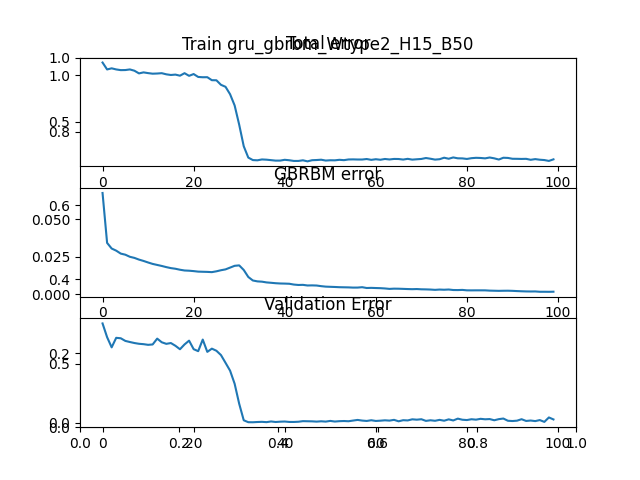 Train gru_gbrbm_Wtype2_H15_B50
Total error
1.0
1.0
0.5
0.8
0 20 40 60 80 100
GBRBM error
0.6
0.050
0.025
0.4
0.000
0 20 40 60 80 100
Validation Error
0.2
0.5
0.0
0.0
0.0 0 0.2 20 0.4 40 0.6 60 80 0.8 100 1.0